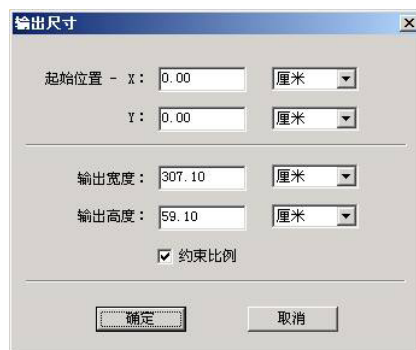 输出尺寸
起始位置 - X： 0.00 厘米
Y： 0.00 厘米
输出宽度： 307.10 厘米
输出高度： 59.10 厘米
约束比例
确定 取消